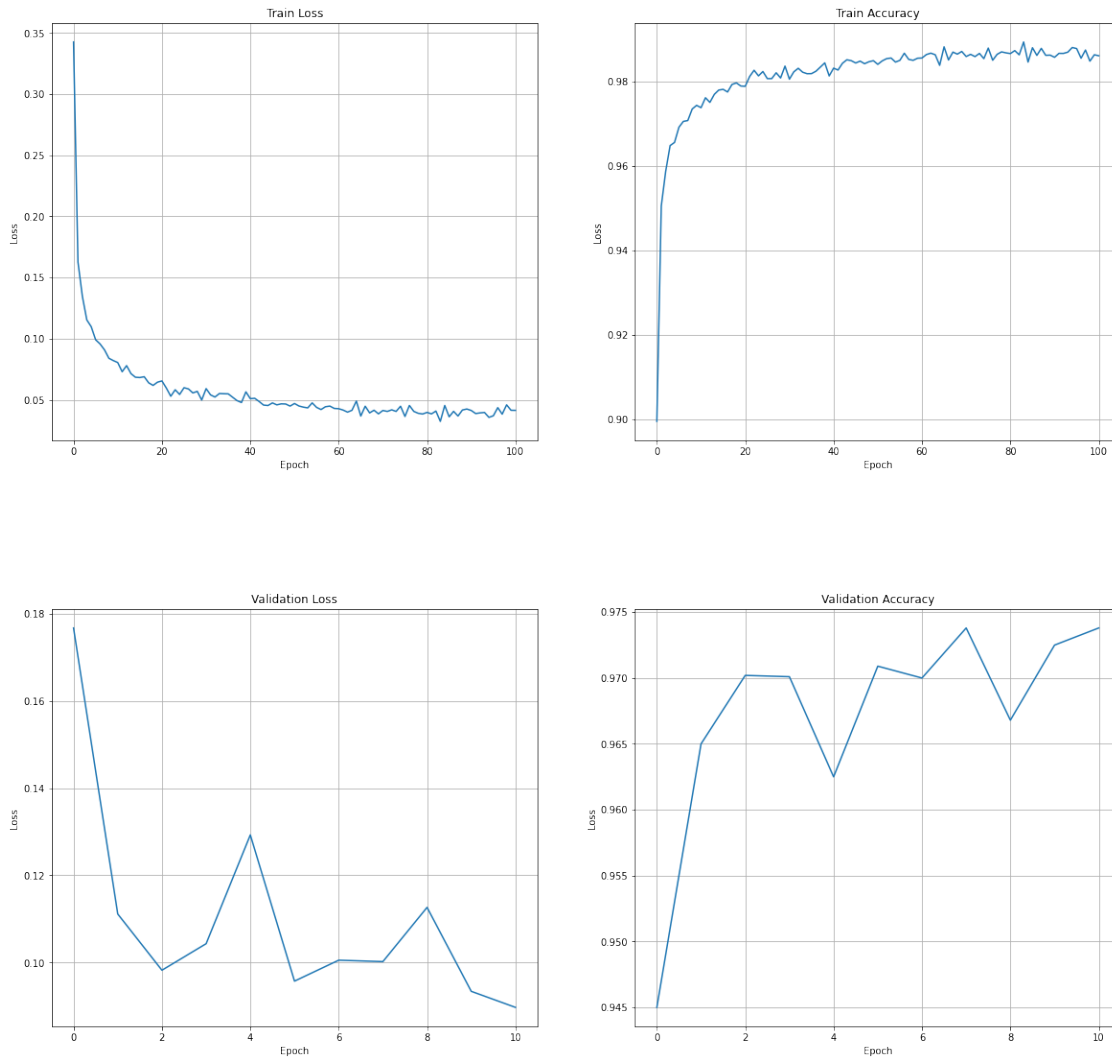 Train Loss
0.35
0.30
0.25
0.20
0.15
0.10
0.05
Loss
0 20 40 60 80 100
Epoch
Train Accuracy
0.98
0.96
0.94
0.92
0.90
Loss
0 20 40 60 80 100
Epoch
Validation Loss
0.18
0.16
0.14
0.12
0.10
Loss
0 2 4 6 8 10
Epoch
Validation Accuracy
0.975
0.970
0.965
0.960
0.955
0.950
0.945
Loss
0 2 4 6 8 10
Epoch